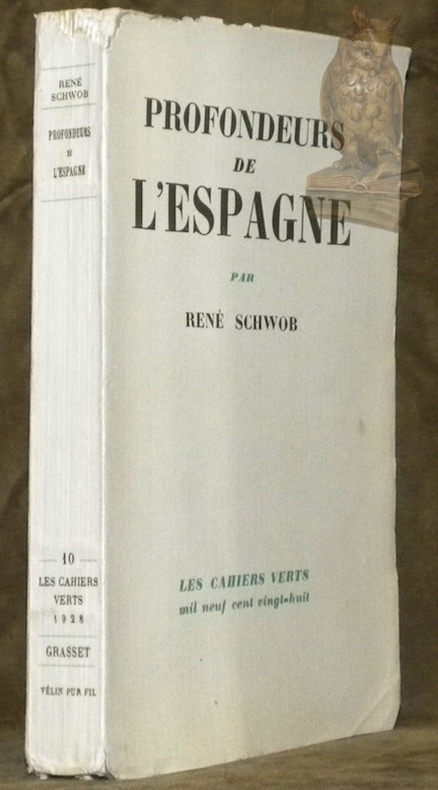 RENÉ
SCHWOB
PROFONDEURS
L'ESPAGNE
10
LES CAHIERS
VERTS
1928
GRASSET
VÉLIN PUR FIL
PROFONDEURS
DE
L'ESPAGNE
PAR
RENÉ SCHWOB
LES CAHIERS VERTS
mil neuf cent vingt-huit